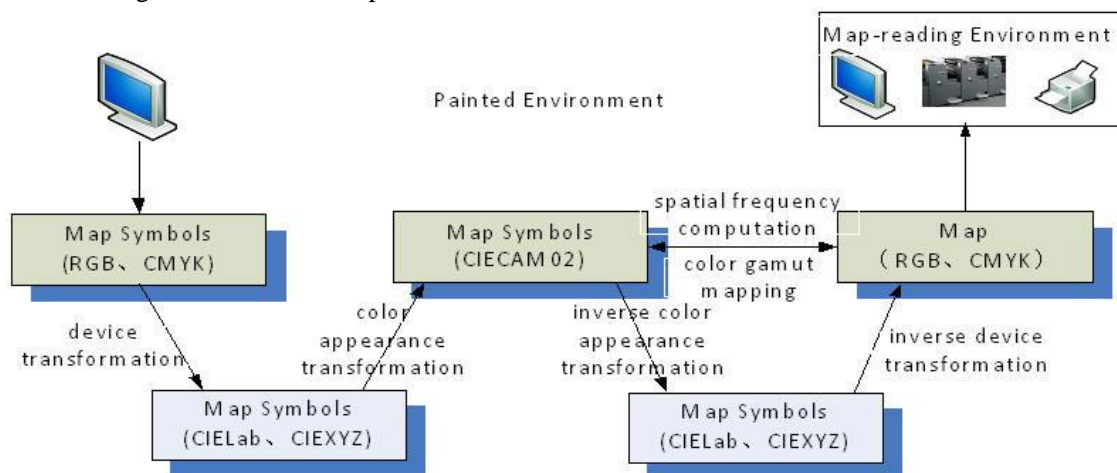 Map-reading Environment
Painted Environment
Map Symbols
(RGB、CMYK)
Map Symbols
(CIECAM02)
spatial frequency
computation
color gamut
mapping
Map
（RGB、CMYK）
device
transformation
color
appearance
transformation
inverse color
appearance
transformation
inverse device
transformation
Map Symbols
(CIELab、CIEXYZ)
Map Symbols
(CIELab、CIEXYZ)